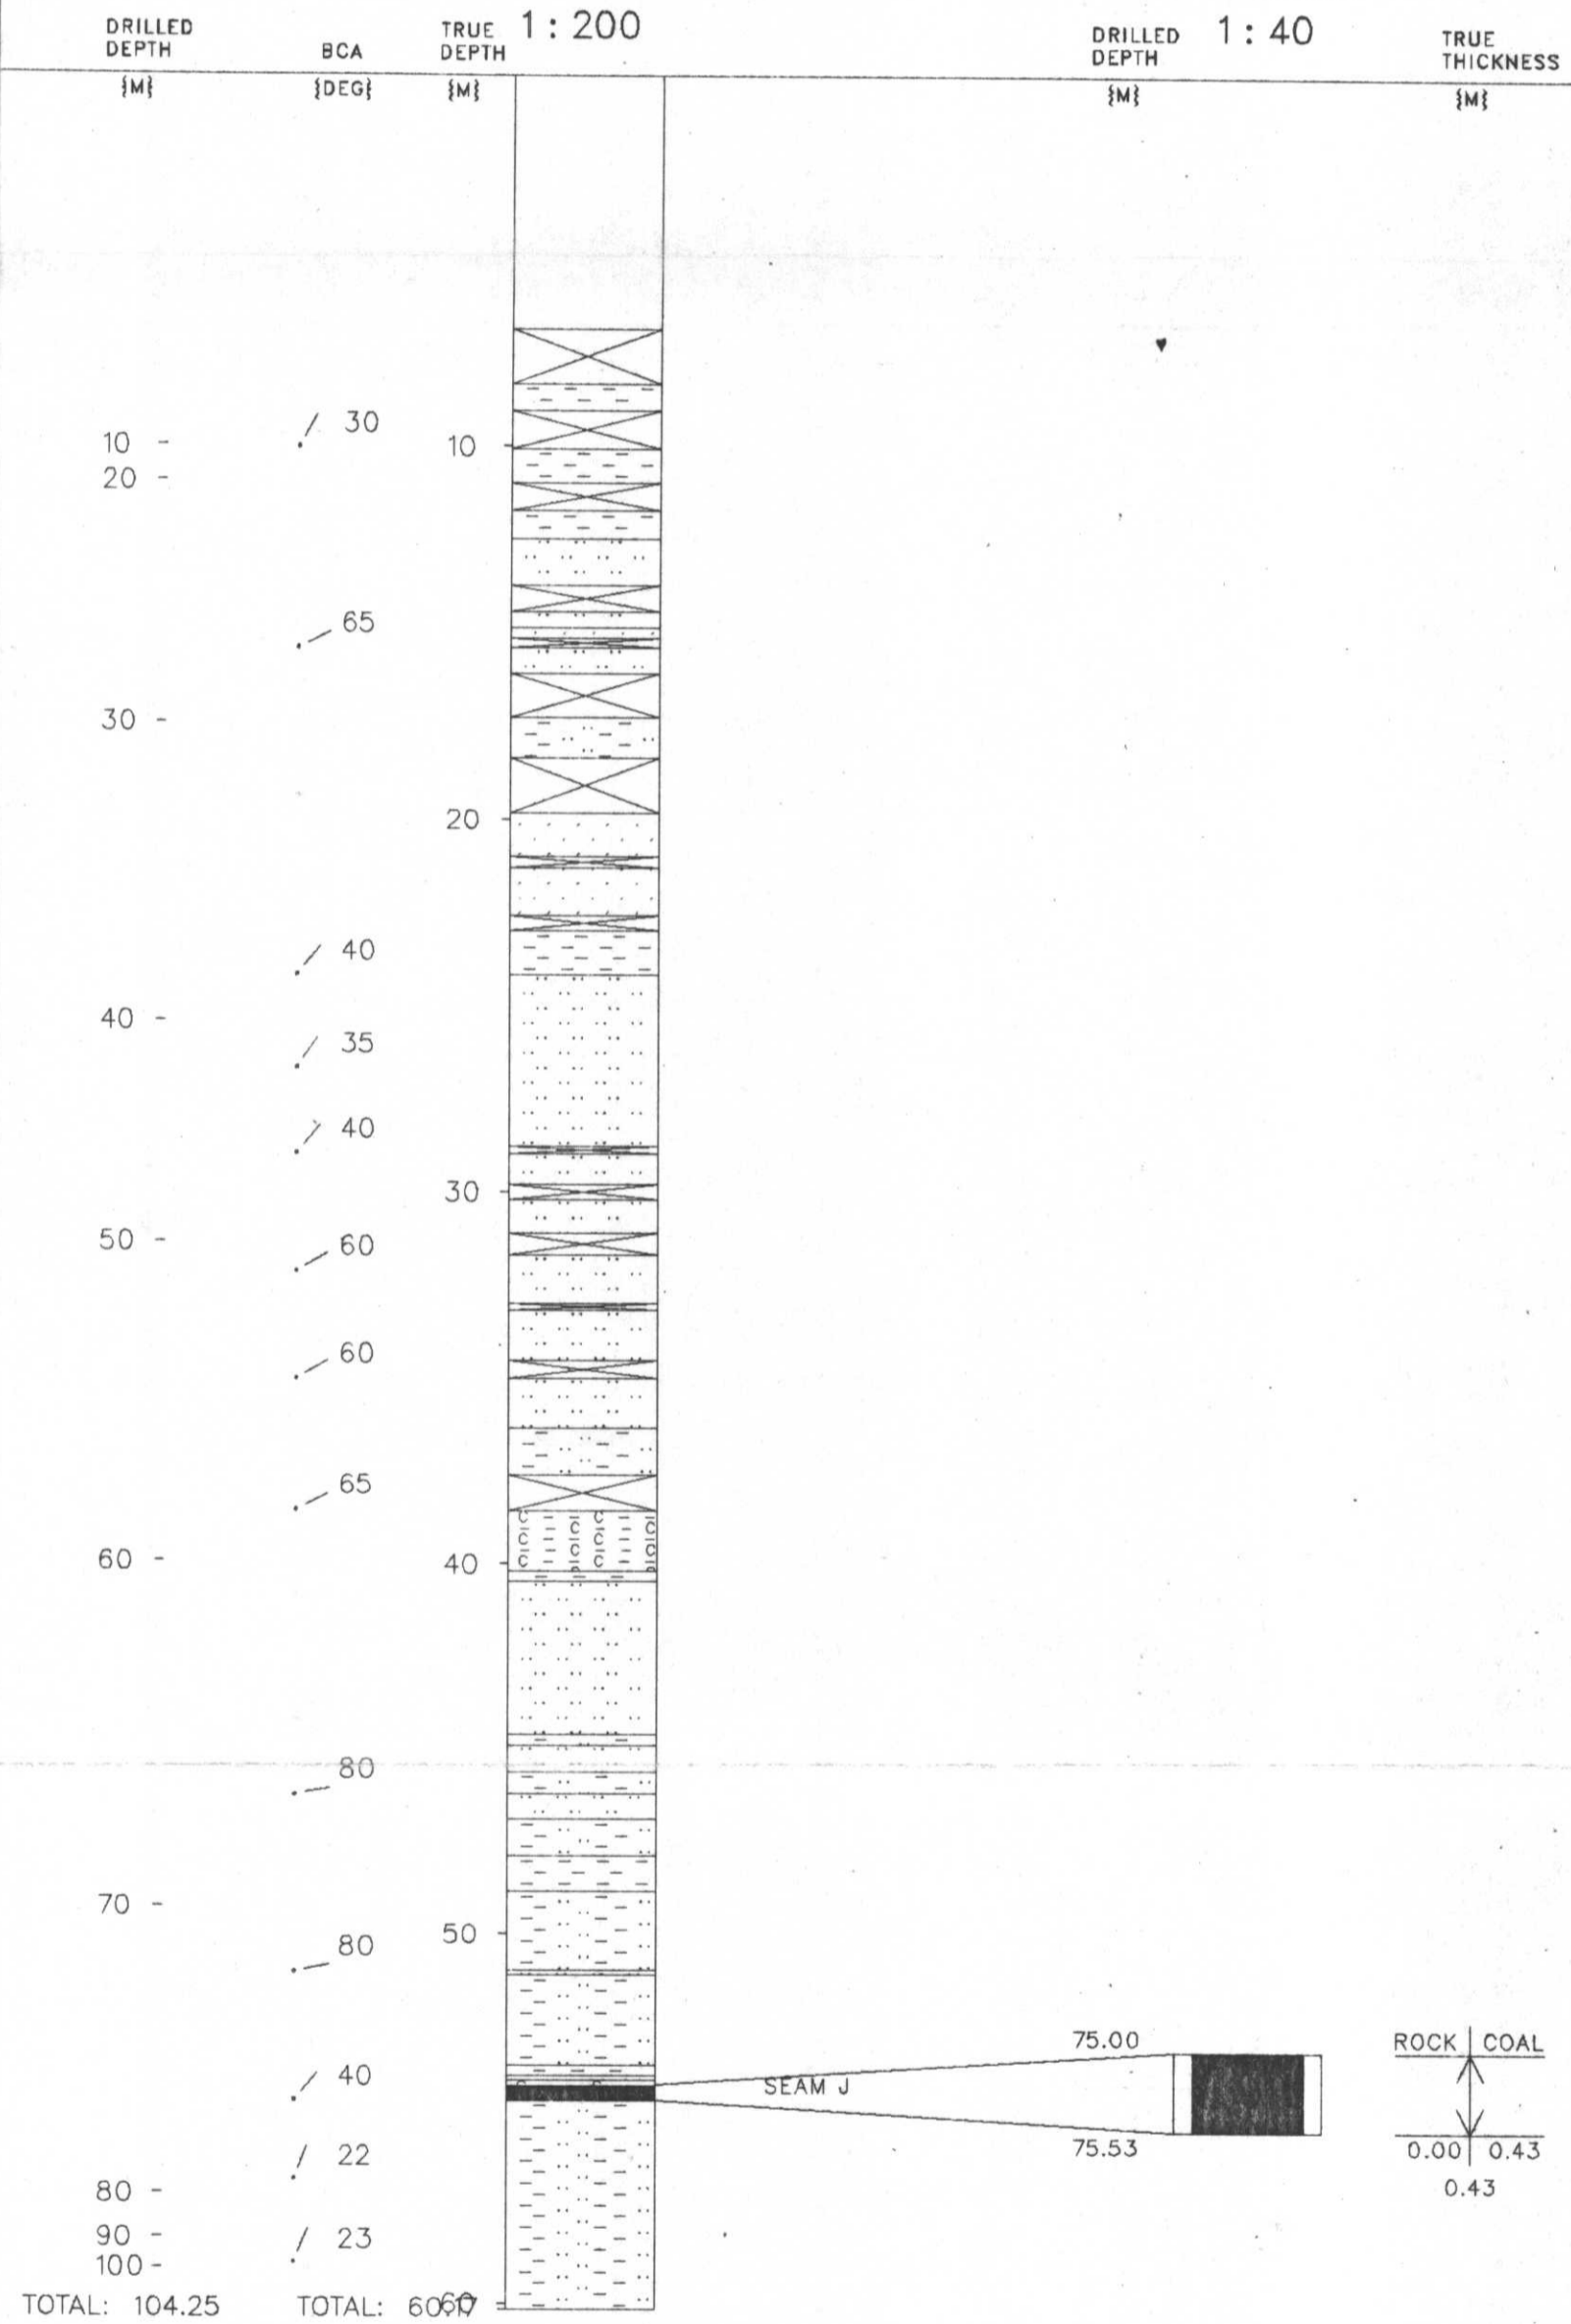 DRILLED DEPTH BCA TRUE DEPTH 1 : 200 DRILLED DEPTH 1 : 40 TRUE THICKNESS
{M} {DEG} {M} {M} {M}
30
10 - 10
20 -
65
30 -
20
40
40 -
35
40
30
50 - 60
60
65
60 - 40
80
70 -
50
80
75.00 ROCK COAL
40
SEAM J
75.53 0.00 0.43
22
80 - 0.43
90 - 23
100 -
TOTAL: 104.25 TOTAL: 60.17 60